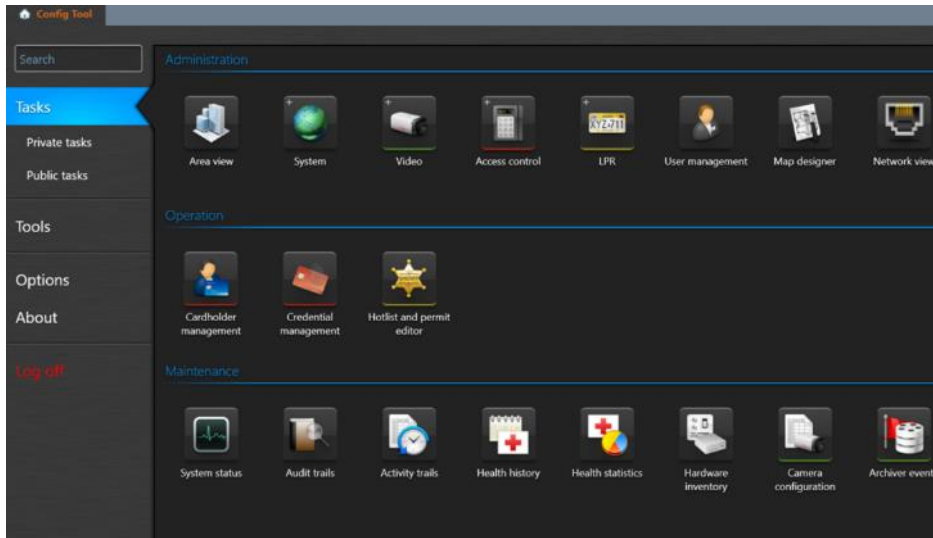 Config Tool
Search
Administration
Tasks
Private tasks
Public tasks
Tools
Options
About
Log off
XYZ-711
Area view
System
Video
Access control
LPR
User management
Map designer
Network view
Operation
Cardholder
management
Credential
management
Hotlist and permit
editor
Maintenance
System status
Audit trails
Activity trails
Health history
Health statistics
Hardware
inventory
Camera
configuration
Archiver event